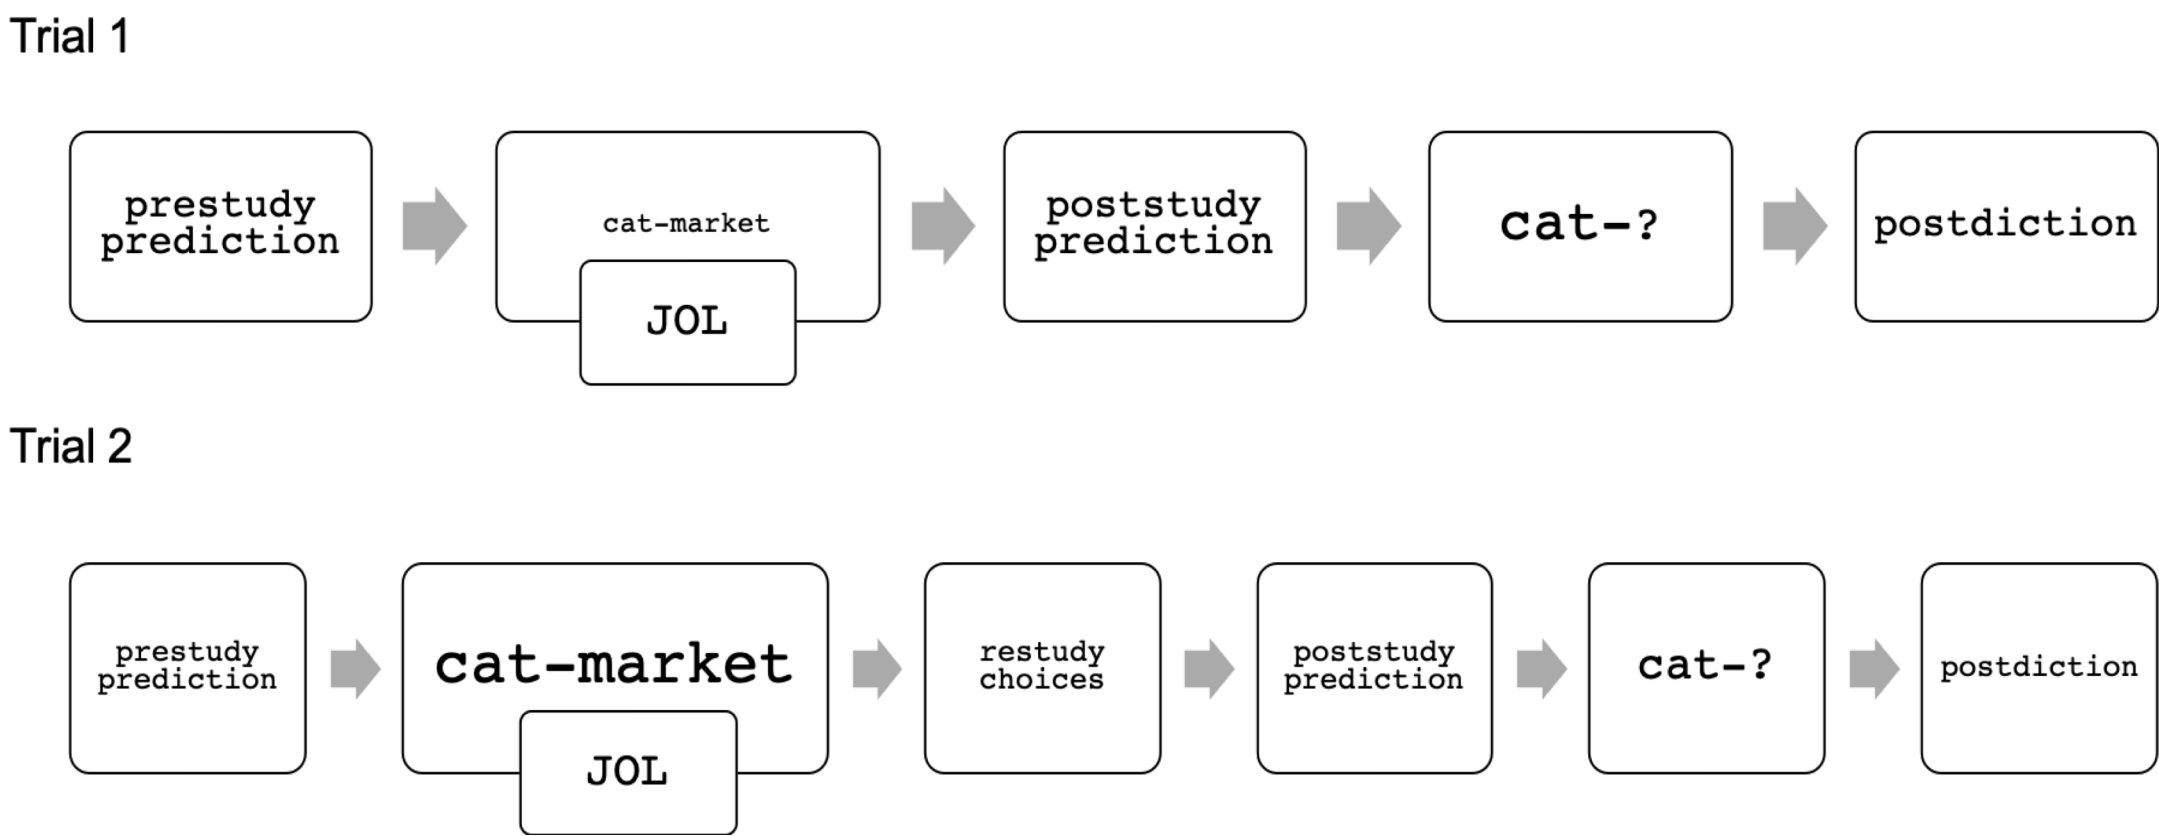 Trial 1
prestudy
prediction
cat-market
JOL
poststudy
prediction
cat-?
postdiction
Trial 2
prestudy
prediction
cat-market
JOL
restudy
choices
poststudy
prediction
cat-?
postdiction